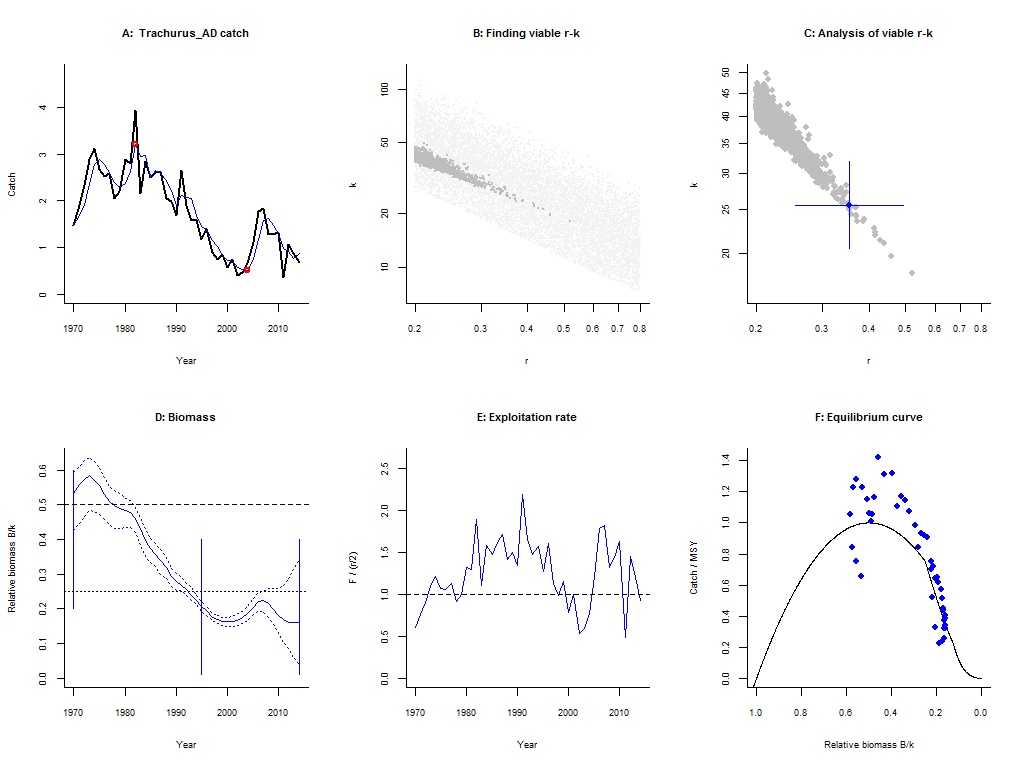 A:  Trachurus_AD catch
B: Finding viable r-k
C: Analysis of viable r-k
Catch
0 1 2 3 4
1970 1980 1990 2000 2010
Year
k
10 20 50 100
0.2 0.3 0.4 0.5 0.6 0.7 0.8
r
k
20 25 30 35 40 45 50
0.2 0.3 0.4 0.5 0.6 0.7 0.8
r
D: Biomass
E: Exploitation rate
F: Equilibrium curve
Relative biomass B/k
0.0 0.1 0.2 0.3 0.4 0.5 0.6
1970 1980 1990 2000 2010
Year
F / (r/2)
0.0 0.5 1.0 1.5 2.0 2.5
1970 1980 1990 2000 2010
Year
Catch / MSY
0.0 0.2 0.4 0.6 0.8 1.0 1.2 1.4
1.0 0.8 0.6 0.4 0.2 0.0
Relative biomass B/k